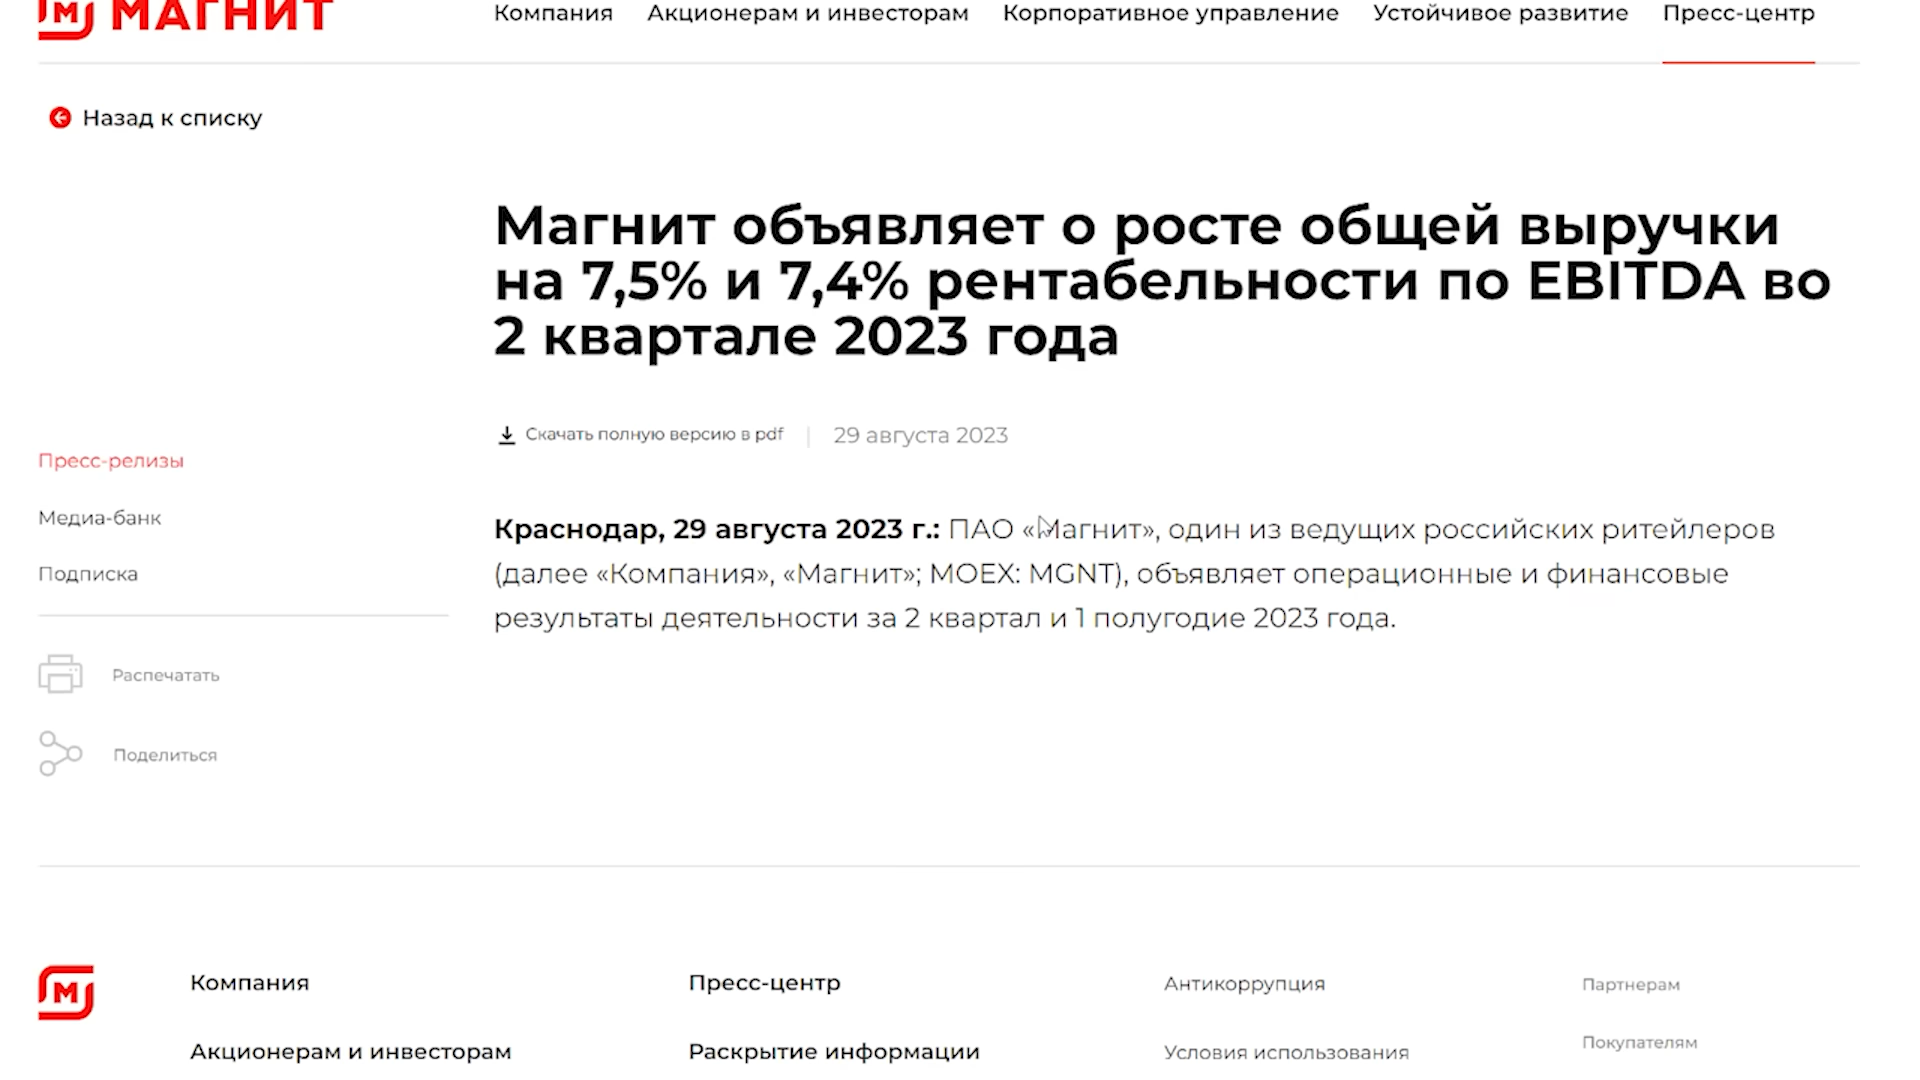 МАГНИТ
Компания Акционерам и инвесторам Корпоративное управление Устойчивое развитие Пресс-центр
Назад к списку
Магнит объявляет о росте общей выручки
на 7,5% и 7,4% рентабельности по EBITDA во
2 квартале 2023 года
Скачать полную версию в pdf
29 августа 2023
Пресс-релизы
Медиа-банк
Подписка
Распечатать
Поделиться
Краснодар, 29 августа 2023 г.: ПАО «Магнит», один из ведущих российских ритейлеров
(далее «Компания», «Магнит»; MOEX: MGNT), объявляет операционные и финансовые
результаты деятельности за 2 квартал и 1 полугодие 2023 года.
М
Компания
Акционерам и инвесторам
Пресс-центр
Раскрытие информации
Антикоррупция
Условия использования
Партнерам
Покупателям